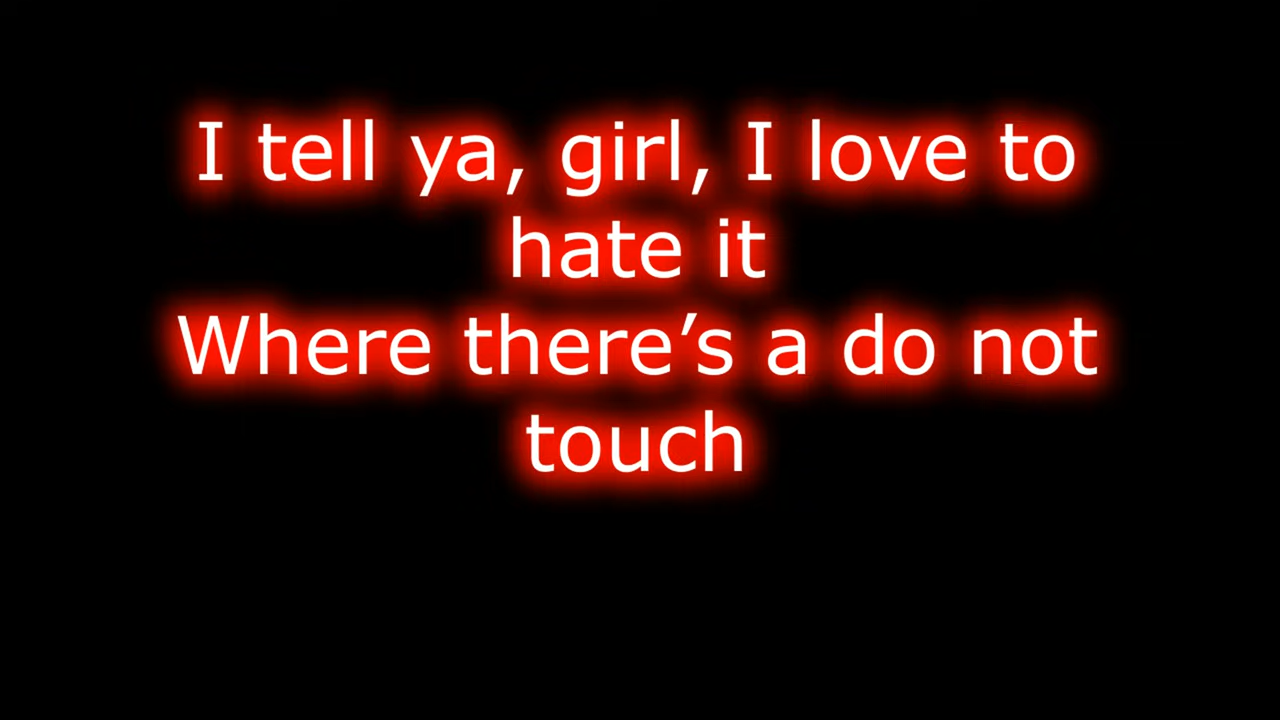 I tell ya, girl, I love to
hate it
Where there’s a do not
touch